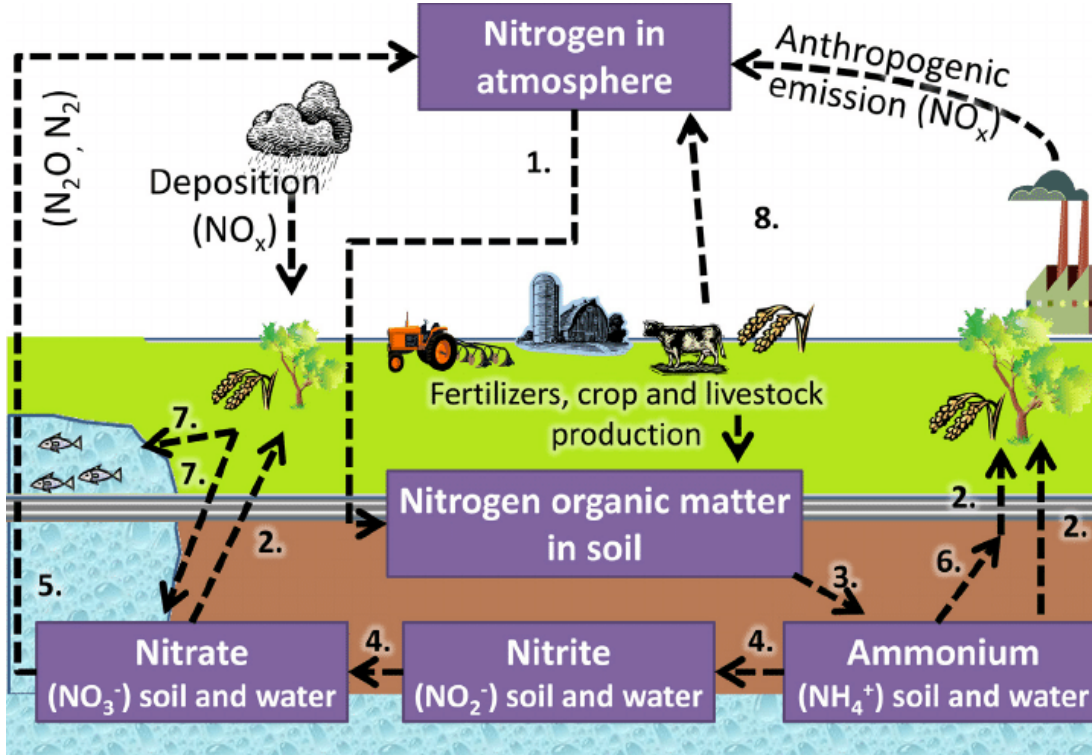 Nitrogen in
atmosphere
Anthropogenic
emission (NOₓ)
(N₂O, N₂)
1.
Deposition
(NOₓ)
8.
Fertilizers, crop and livestock
production
7.
7.
2.
Nitrogen organic matter
in soil
2.
2.
5.
3.
6.
4.
4.
Nitrate
(NO₃⁻) soil and water
Nitrite
(NO₂⁻) soil and water
Ammonium
(NH₄⁺) soil and water